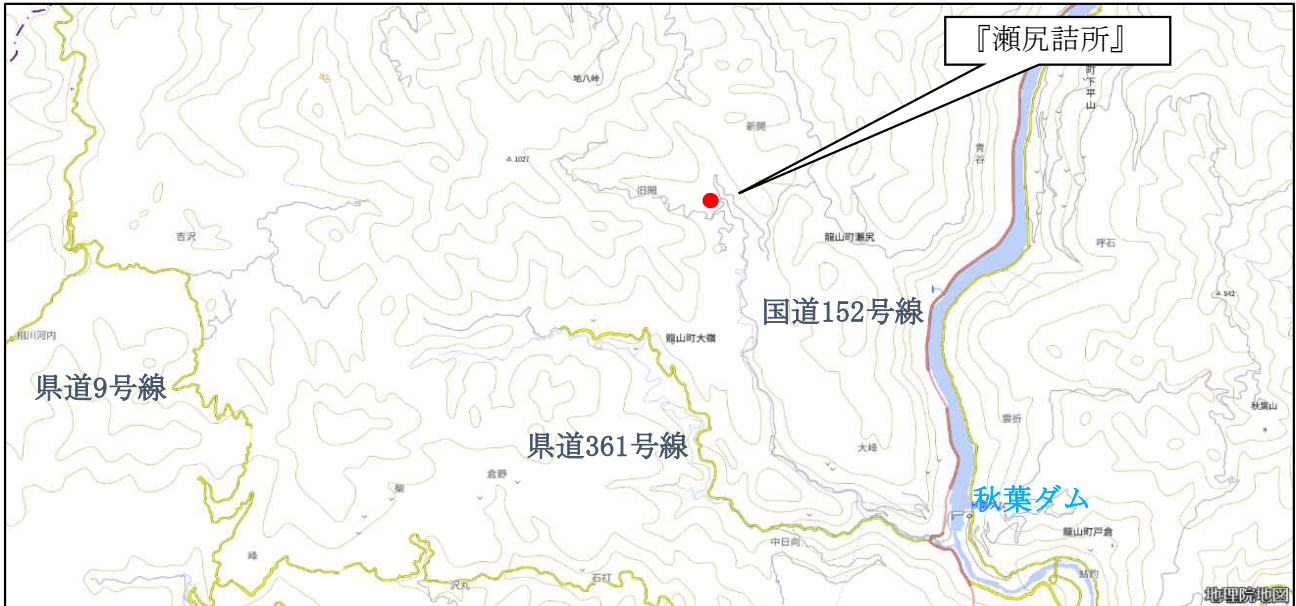 『瀬尻詰所』
町下平山
地八峠
新開
青谷
1027
旧開
吉沢
龍山町瀬尻
呼石
942
国道152号線
相川河内
龍山町大嶺
県道9号線
秋葉山
雲折
県道361号線
大峰
倉野
柴
秋葉ダム
龍山町戸倉
中日向
峰
石打
沢丸
鮎釣
地理院地図